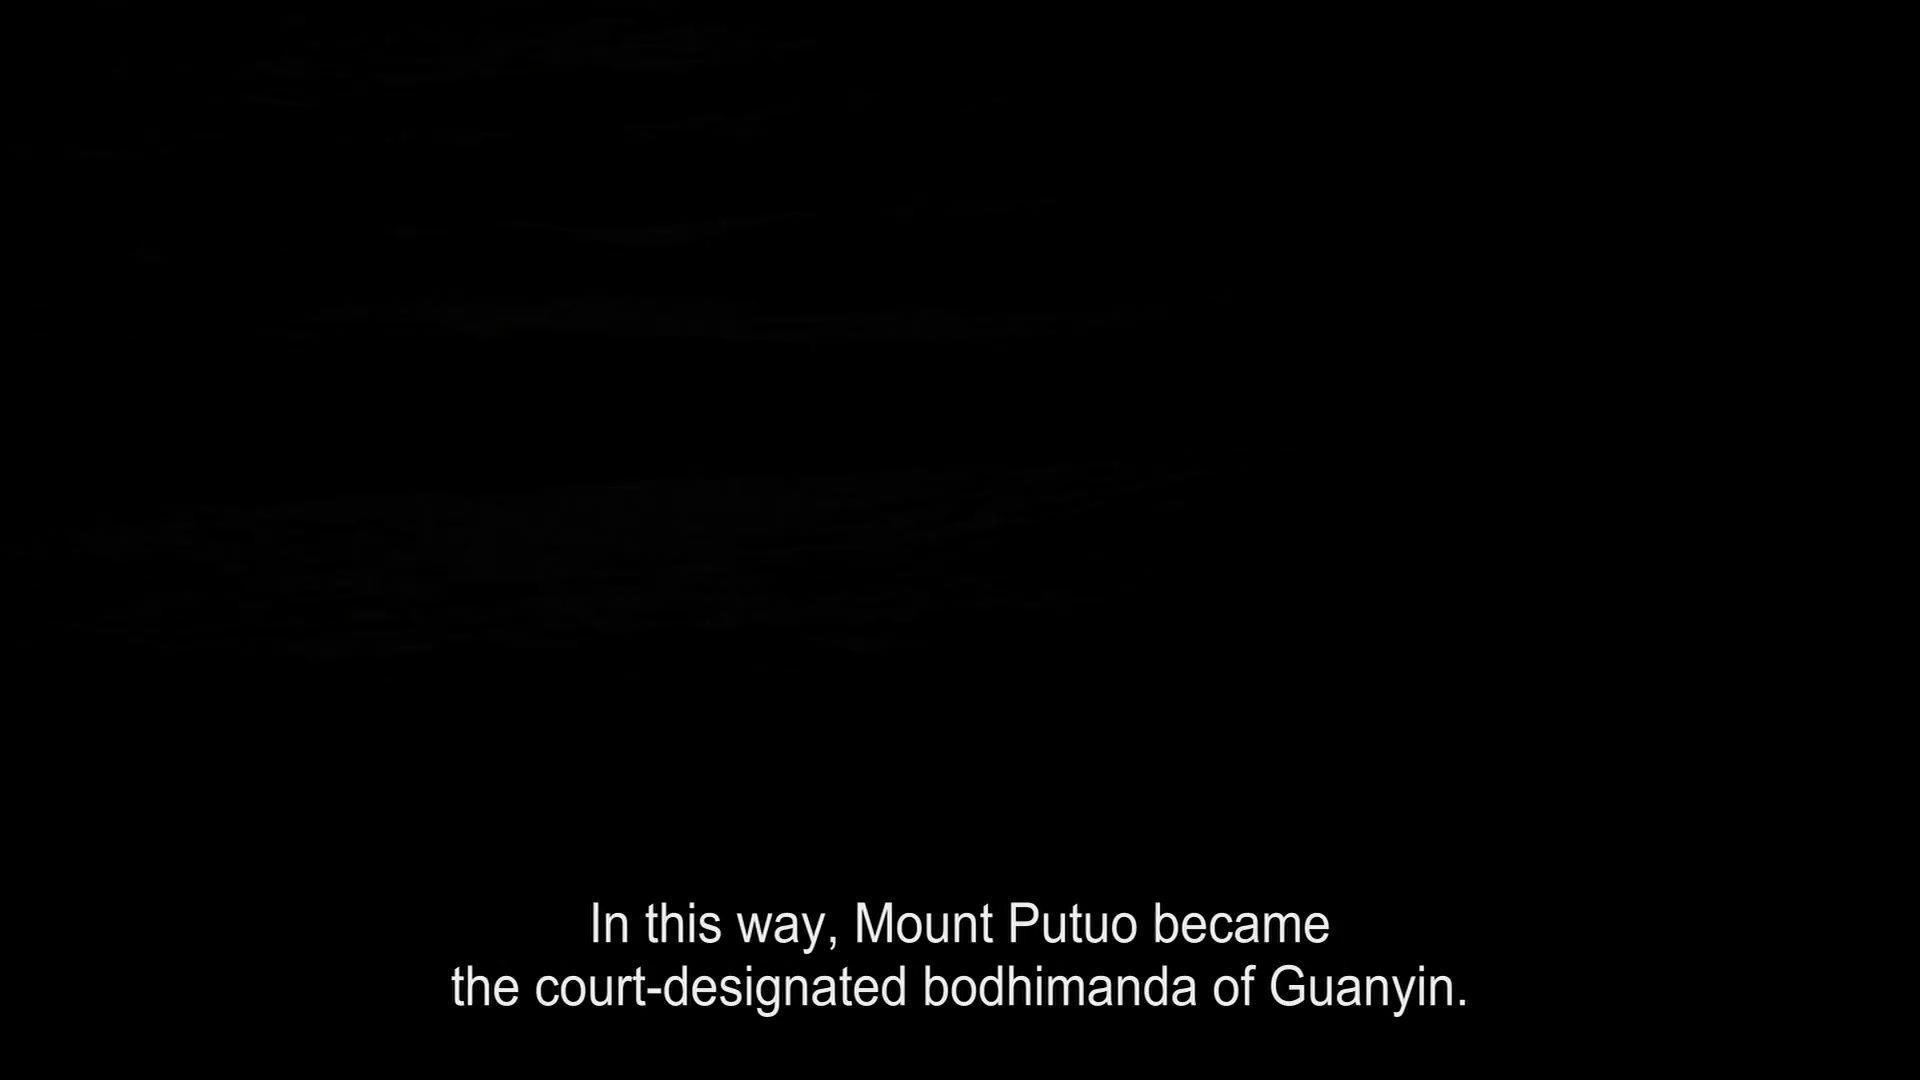 In this way, Mount Putuo became
the court-designated bodhimanda of Guanyin.